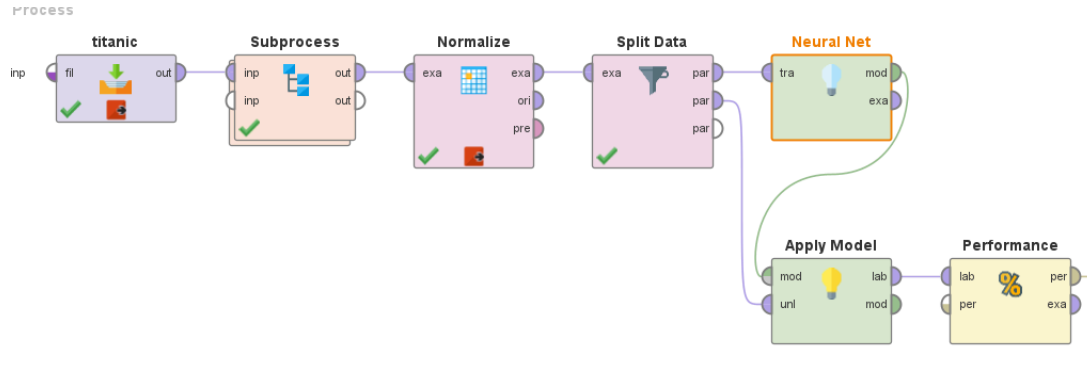 Process
titanic
Subprocess
Normalize
Split Data
Neural Net
inp
fil
out
inp
out
inp
out
exa
exa
ori
pre
exa
par
par
par
tra
mod
exa
Apply Model
Performance
mod
lab
unl
mod
lab
per
%
per
exa